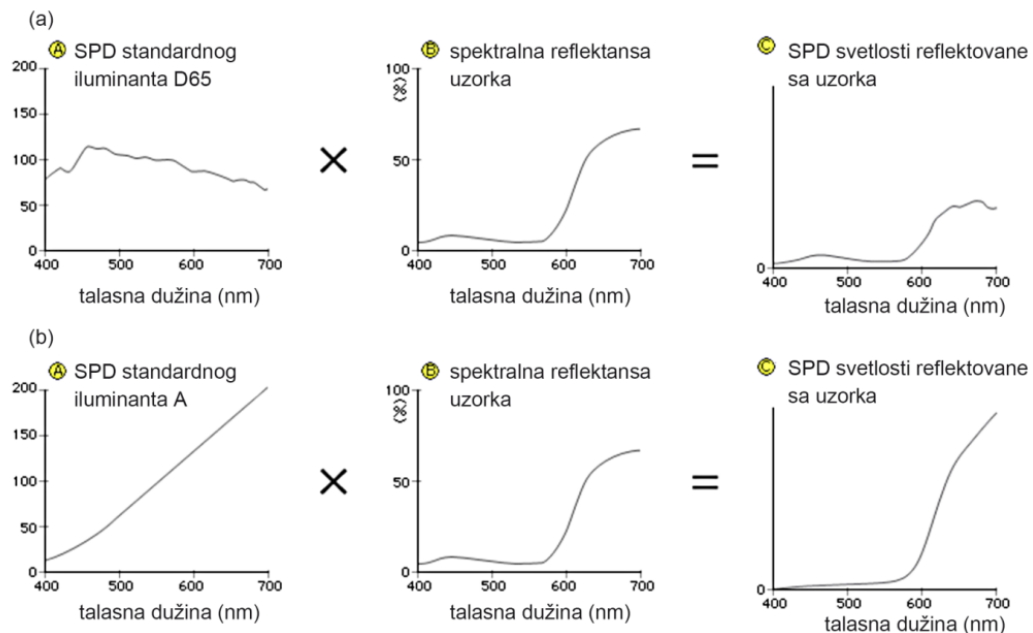 (a)
A SPD standardnog
iluminanta D65
200
150
100
50
0
400 500 600 700
talasna dužina (nm)
×
B spektralna reflektansa
uzorka
100
(%)
50
0
400 500 600 700
talasna dužina (nm)
=
C SPD svetlosti reflektovane
sa uzorka
0
400 500 600 700
talasna dužina (nm)
(b)
A SPD standardnog
iluminanta A
200
150
100
50
0
400 500 600 700
talasna dužina (nm)
×
B spektralna reflektansa
uzorka
100
(%)
50
0
400 500 600 700
talasna dužina (nm)
=
C SPD svetlosti reflektovane
sa uzorka
0
400 500 600 700
talasna dužina (nm)